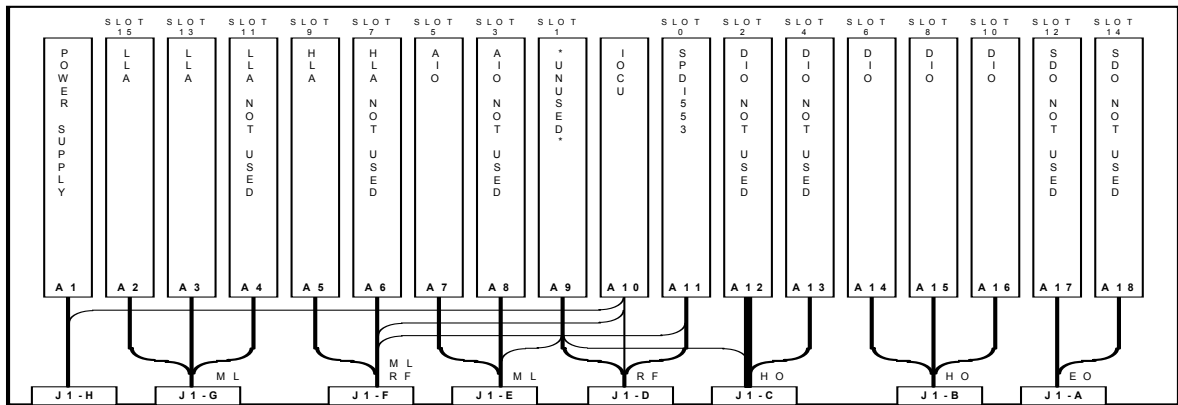 SLOT 15
SLOT 13
SLOT 11
SLOT 9
SLOT 7
SLOT 5
SLOT 3
SLOT 1
SLOT 0
SLOT 2
SLOT 4
SLOT 6
SLOT 8
SLOT 10
SLOT 12
SLOT 14
POWER SUPPLY
LLA
LLA
LLA NOT USED
HLA
HLA NOT USED
AIO
AIO NOT USED
*UNUSED*
IOCU
SPDI553
DIO NOT USED
DIO NOT USED
DIO
DIO
DIO
SDO NOT USED
SDO NOT USED
A1
A2
A3
A4
A5
A6
A7
A8
A9
A10
A11
A12
A13
A14
A15
A16
A17
A18
ML
ML
RF
ML
RF
HO
HO
EO
J1-H
J1-G
J1-F
J1-E
J1-D
J1-C
J1-B
J1-A